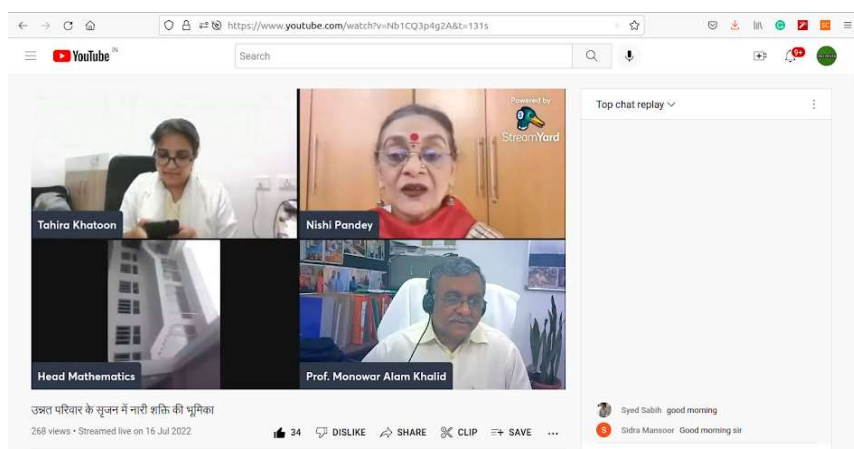 https://www.youtube.com/watch?v=Nb1CQ3p4g2A&t=131s
YouTube IN
Search
9+
Top chat replay
Powered by
StreamYard
Tahira Khatoon
Nishi Pandey
Head Mathematics
Prof. Monowar Alam Khalid
उन्नत परिवार के सृजन में नारी शक्ति की भूमिका
268 views • Streamed live on 16 Jul 2022
34 DISLIKE SHARE CLIP SAVE ...
Syed Sabih good morning
S Sidra Mansoor Good morning sir